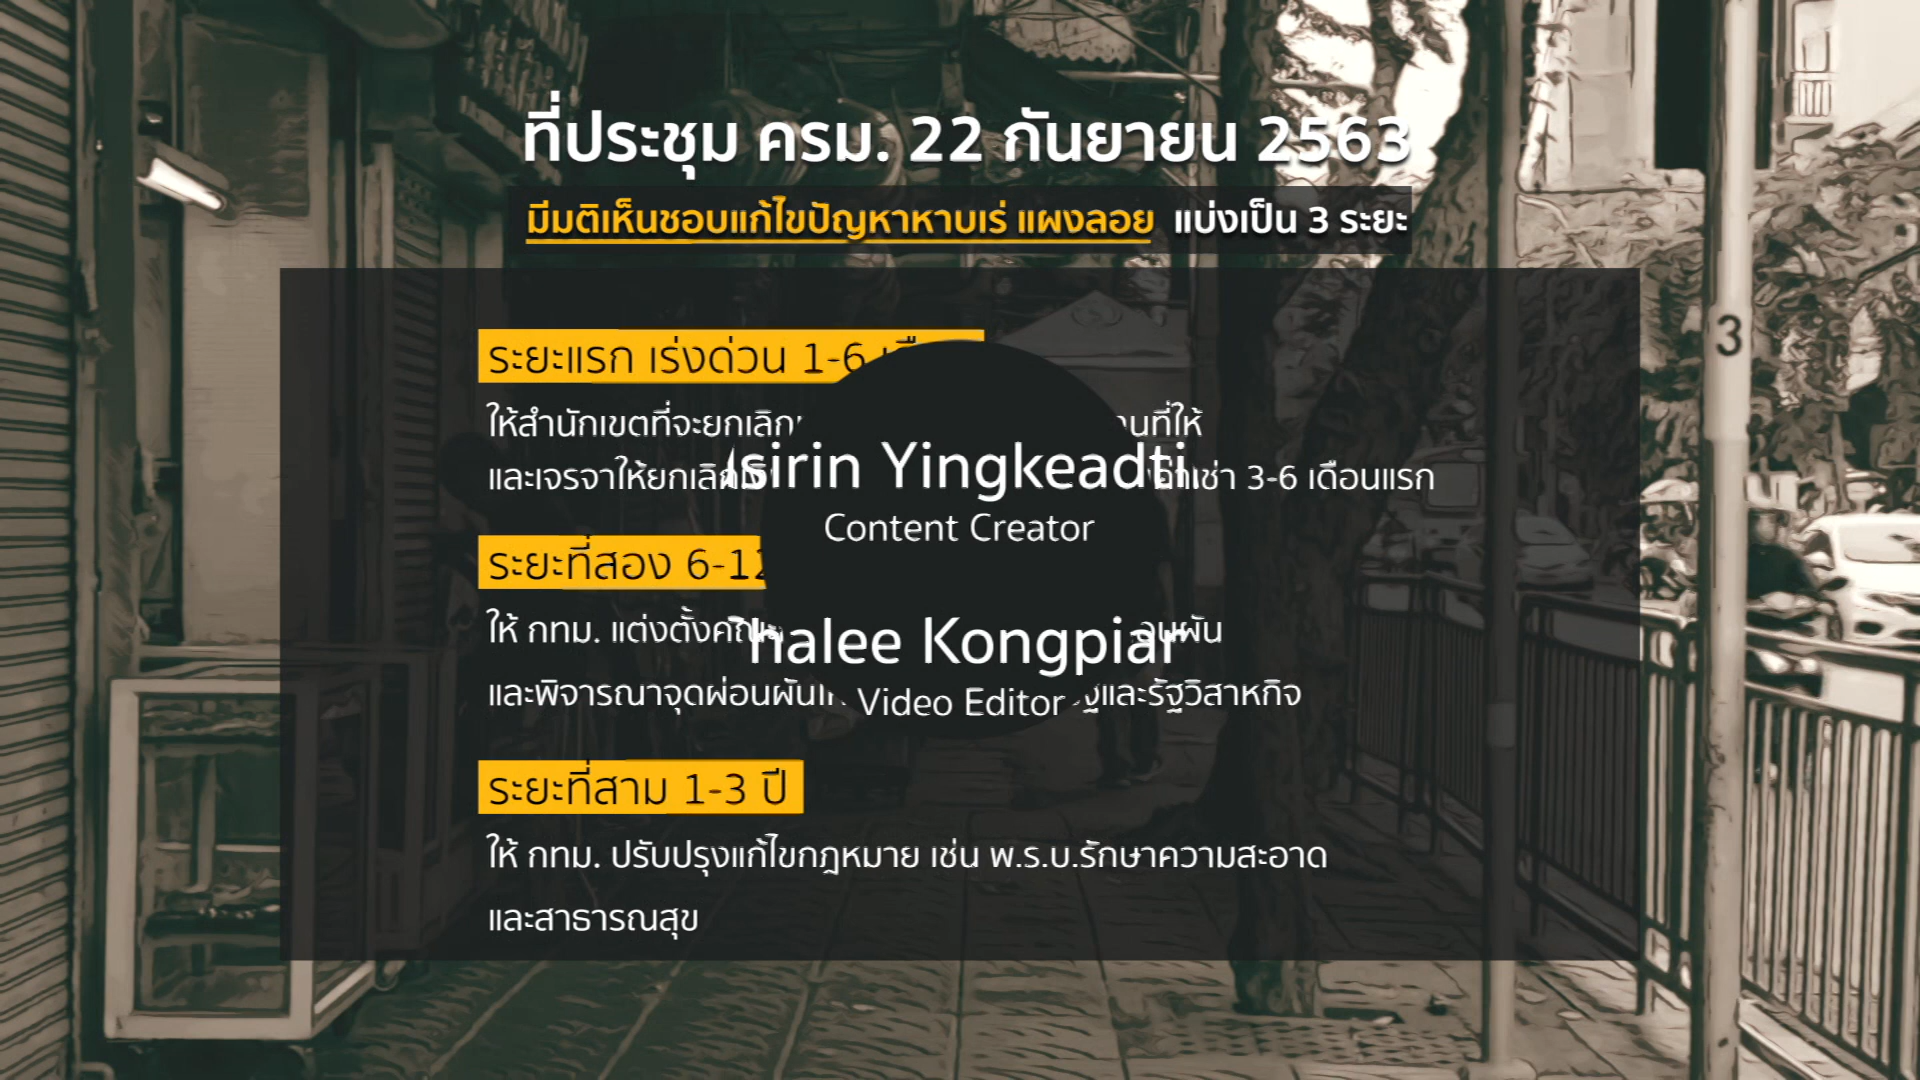 ที่ประชุม ครม. 22 กันยายน 2563
มีมติเห็นชอบแก้ไขปัญหาหาบเร่ แผงลอย แบ่งเป็น 3 ระยะ
ระยะแรก เร่งด่วน 1-6
ให้สำนักเขตที่จะยกเลิก
นที่ให้
และเจรจาให้ยกเลิก
เช่า 3-6 เดือนแรก
sirin Yingkeadti
Content Creator
ระยะที่สอง 6-12
ให้ กทม. แต่งตั้ง
ผัน
halee Kongpiar
และพิจารณาจุดผ่อนผัน
และรัฐวิสาหกิจ
Video Editor
ระยะที่สาม 1-3 ปี
ให้ กทม. ปรับปรุงแก้ไขกฎหมาย เช่น พ.ร.บ.รักษาความสะอาด
และสาธารณสุข
3